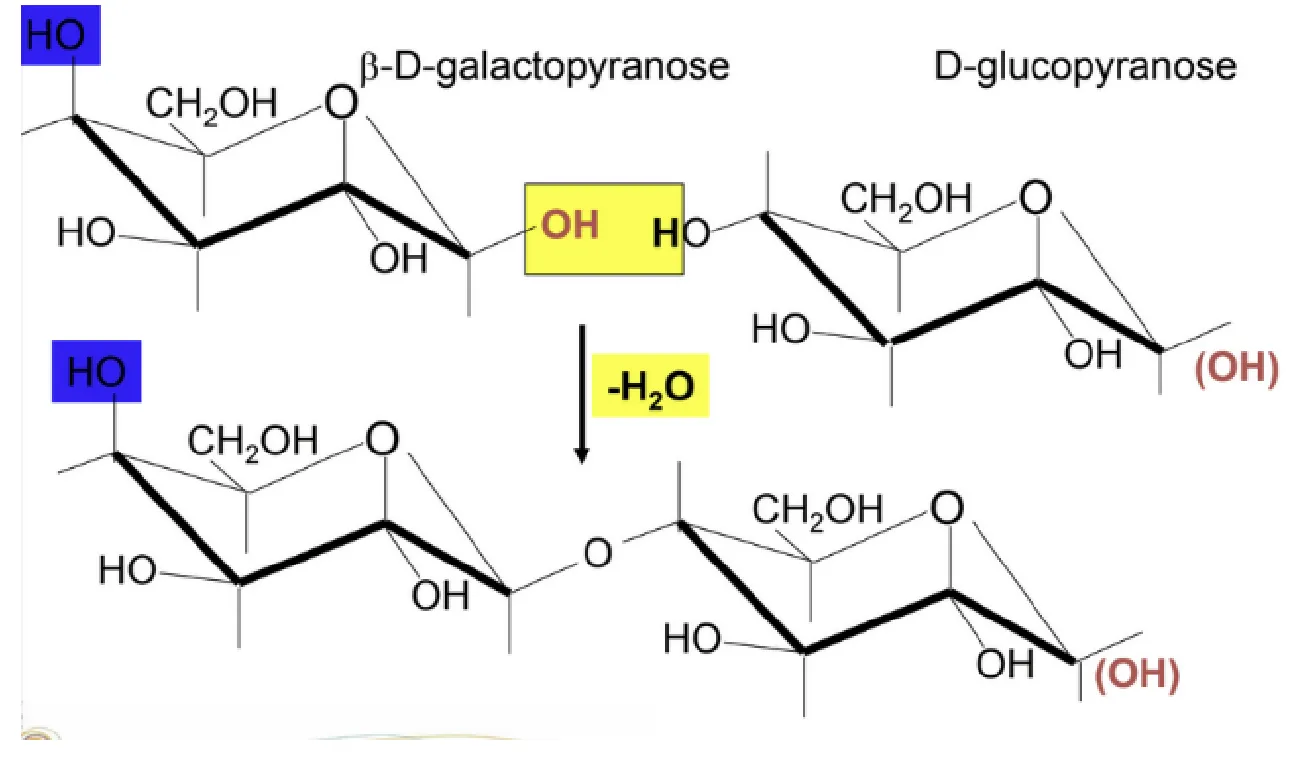 HO
β-D-galactopyranose
D-glucopyranose
CH₂OH
O
HO
OH
OH
HO
CH₂OH
O
HO
OH
(OH)
-H₂O
HO
CH₂OH
O
HO
OH
O
CH₂OH
O
HO
OH
(OH)